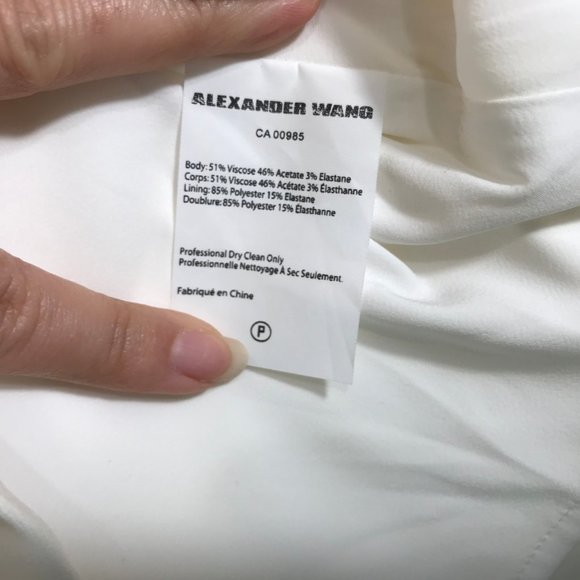 ALEXANDER WANG
CA 00985
Body: 51% Viscose 46% Acetate 3% Elastane
Corps: 51% Viscose 46% Acétate 3% Élasthanne
Lining: 85% Polyester 15% Elastane
Doublure: 85% Polyester 15% Élasthanne
Professional Dry Clean Only
Professionnelle Nettoyage À Sec Seulement.
Fabriqué en Chine
P